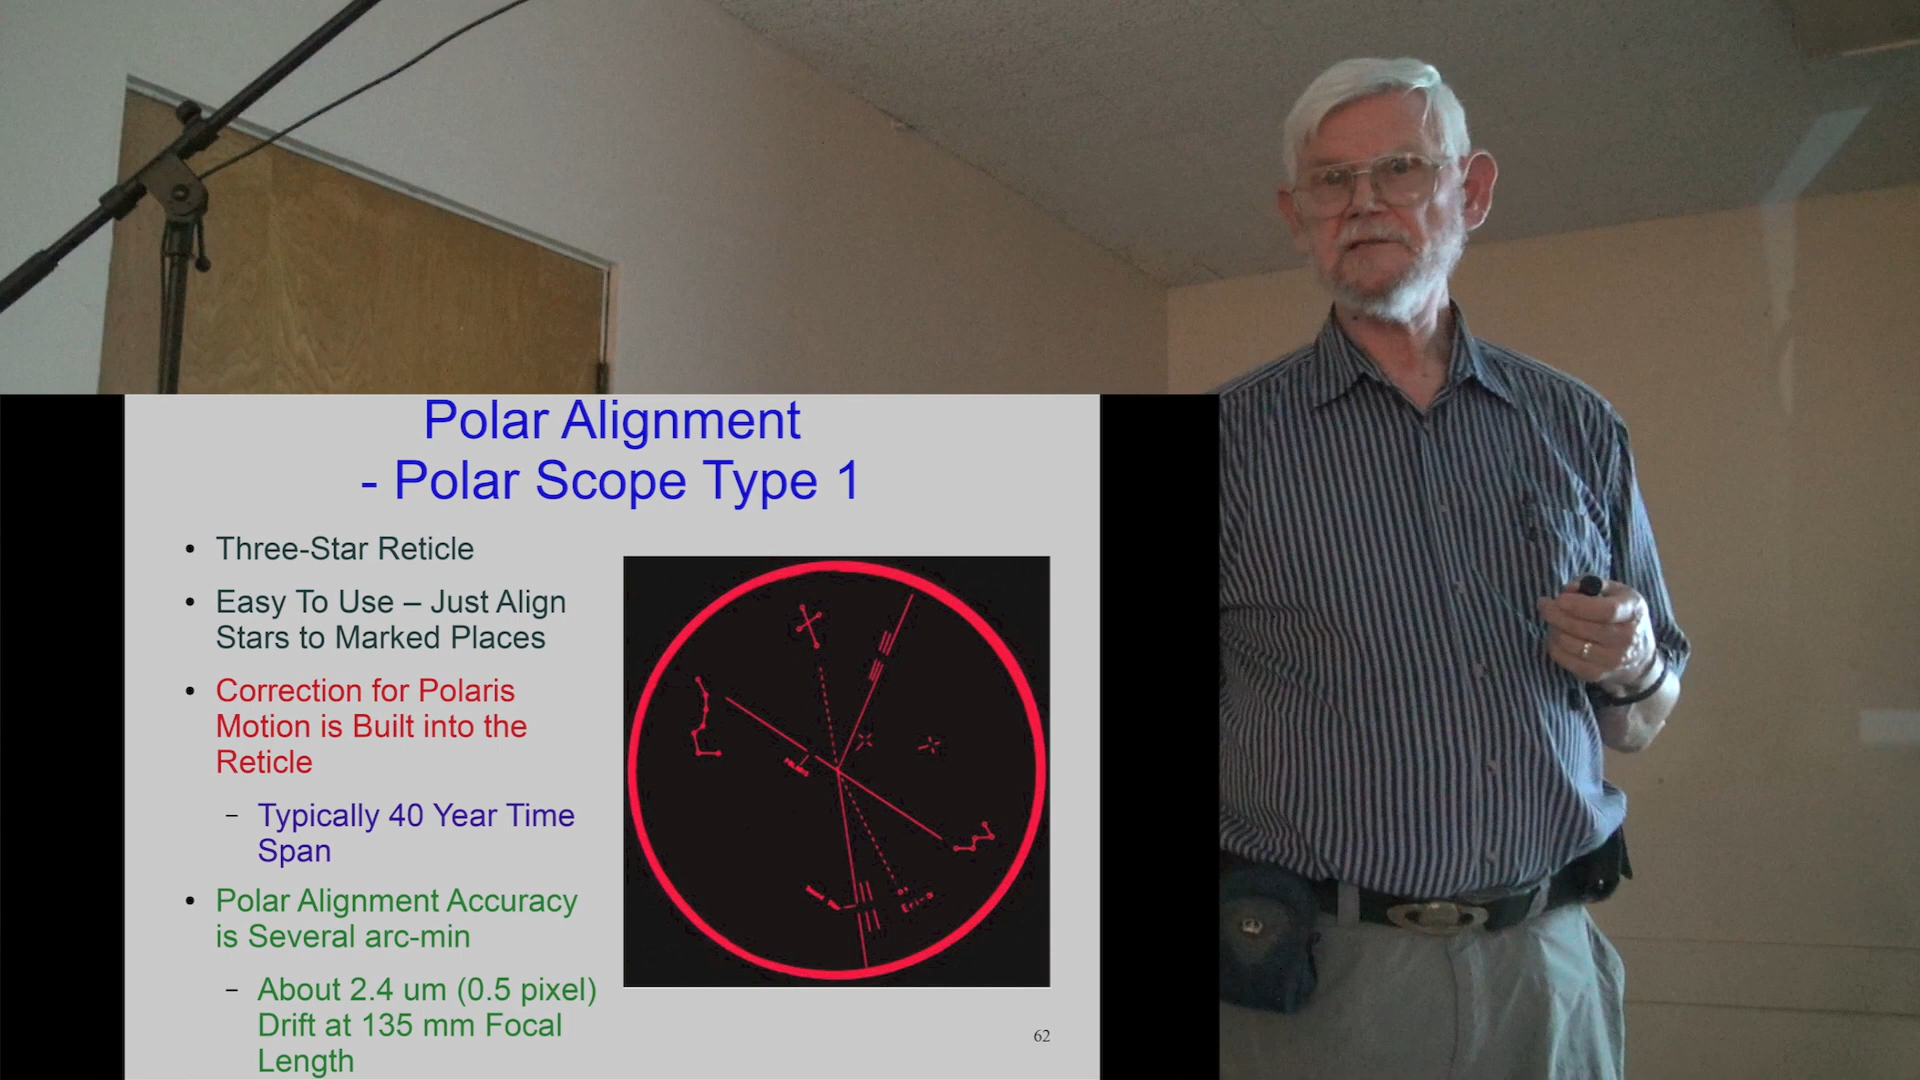 Polar Alignment
- Polar Scope Type 1
• Three-Star Reticle
• Easy To Use – Just Align
Stars to Marked Places
• Correction for Polaris
Motion is Built into the
Reticle
– Typically 40 Year Time
Span
• Polar Alignment Accuracy
is Several arc-min
– About 2.4 um (0.5 pixel)
Drift at 135 mm Focal
Length
POLARIS
62